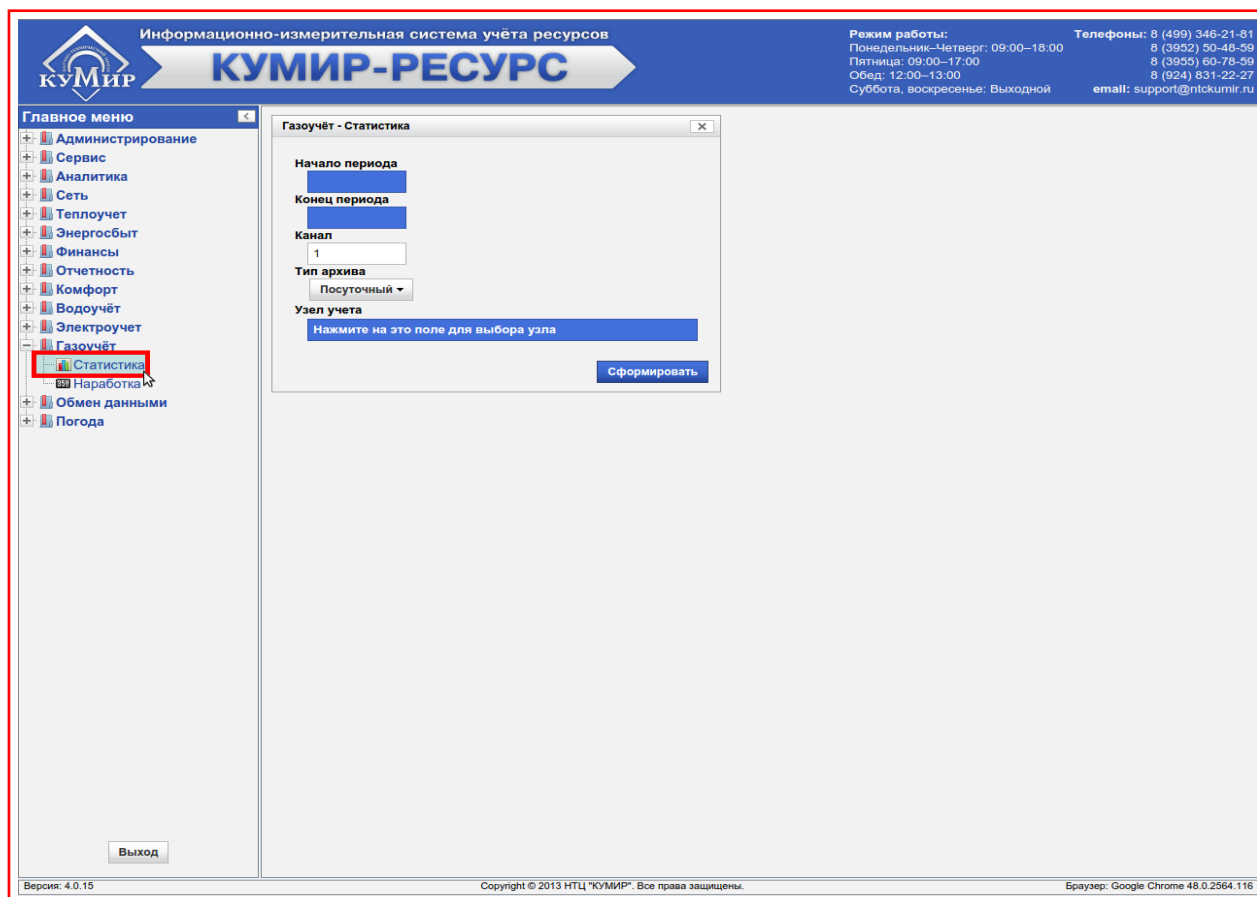 Информационно-измерительная система учёта ресурсов
КУМИР-РЕСУРС
КУМИР
Режим работы:
Понедельник–Четверг: 09:00–18:00
Пятница: 09:00–17:00
Обед: 12:00–13:00
Суббота, воскресенье: Выходной
Телефоны: 8 (499) 346-21-81
8 (3952) 50-48-59
8 (3955) 60-78-59
8 (924) 831-22-27
email: support@ntckumir.ru
Главное меню
Администрирование
Сервис
Аналитика
Сеть
Теплоучет
Энергосбыт
Финансы
Отчетность
Комфорт
Водоучёт
Электроучет
Газоучёт
Статистика
Наработка
Обмен данными
Погода
Выход
Газоучёт - Статистика
Начало периода
Конец периода
Канал
1
Тип архива
Посуточный
Узел учета
Нажмите на это поле для выбора узла
Сформировать
Версия: 4.0.15
Copyright © 2013 НТЦ "КУМИР". Все права защищены.
Браузер: Google Chrome 48.0.2564.116